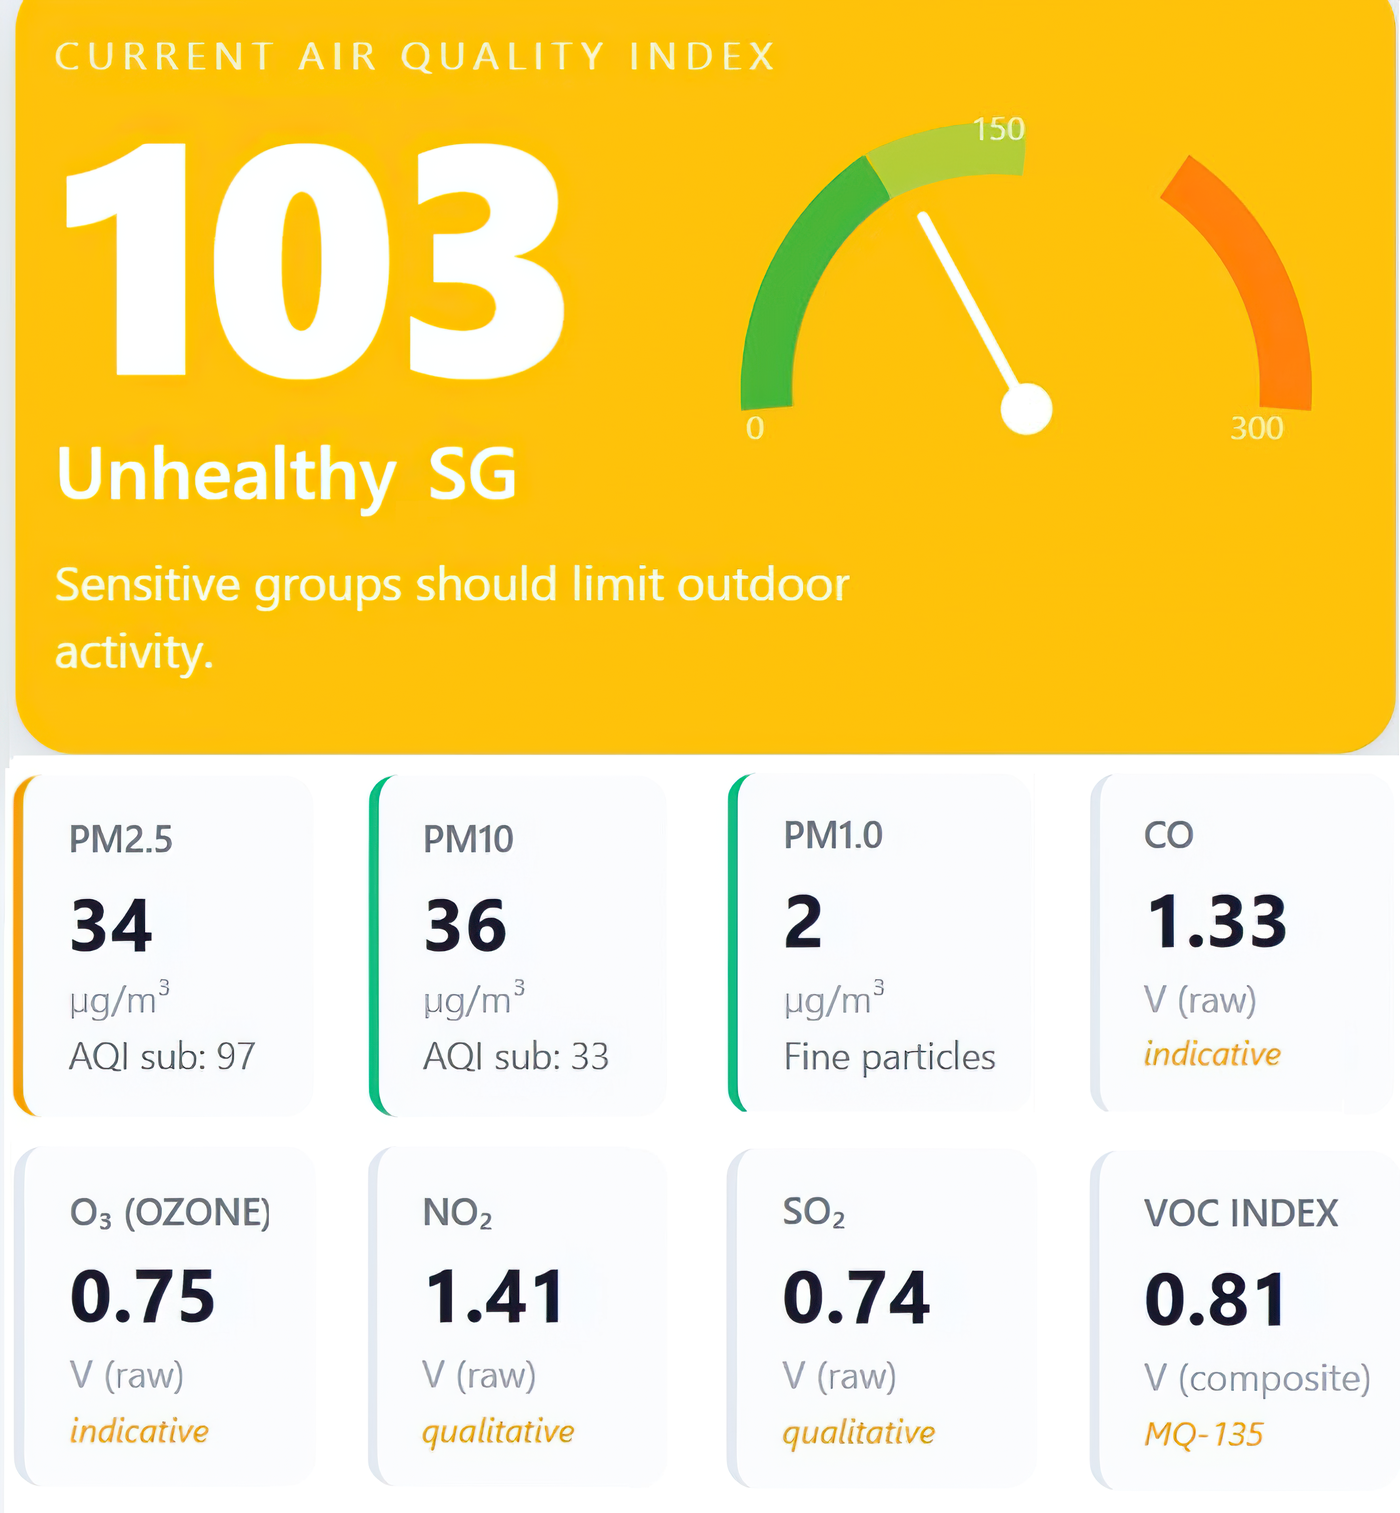 CURRENT AIR QUALITY INDEX
103
150
0
300
Unhealthy SG
Sensitive groups should limit outdoor
activity.
PM2.5
34
µg/m³
AQI sub: 97
PM10
36
µg/m³
AQI sub: 33
PM1.0
2
µg/m³
Fine particles
CO
1.33
V (raw)
indicative
O₃ (OZONE)
0.75
V (raw)
indicative
NO₂
1.41
V (raw)
qualitative
SO₂
0.74
V (raw)
qualitative
VOC INDEX
0.81
V (composite)
MQ-135